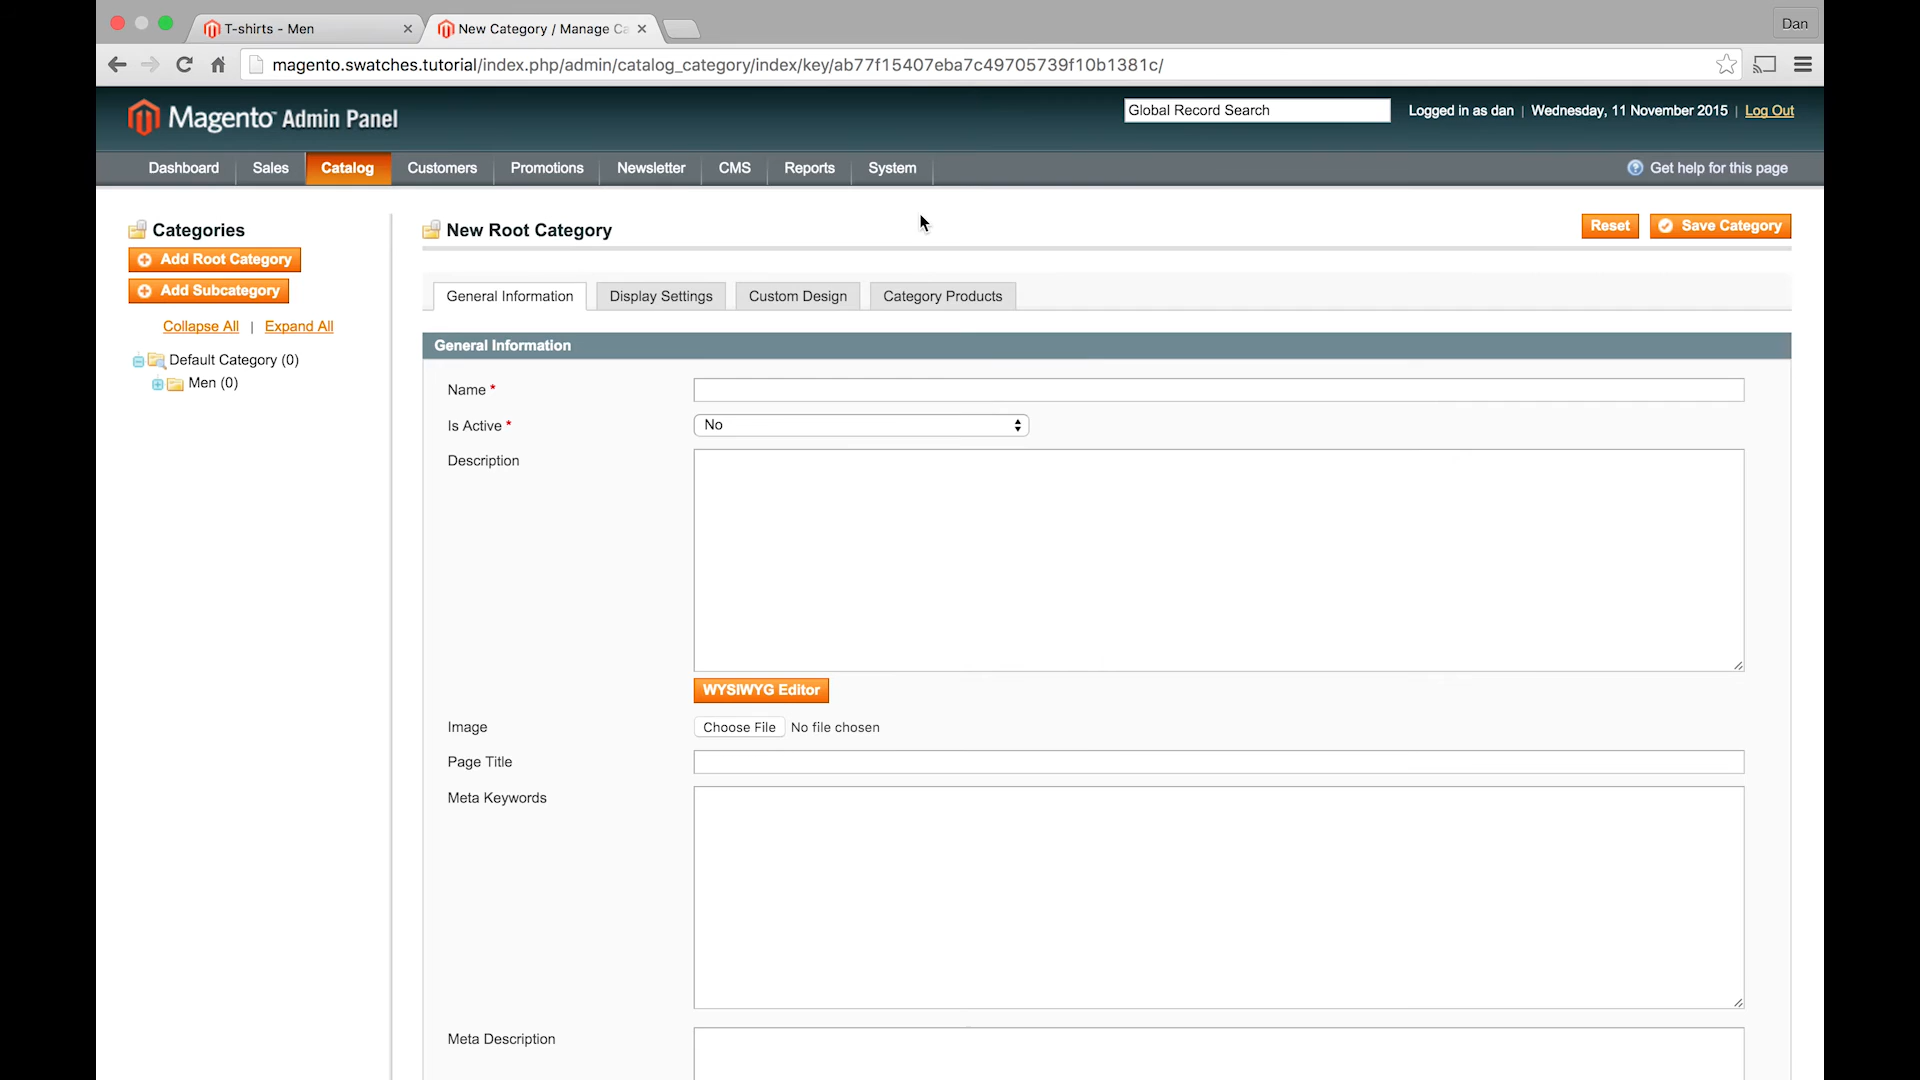 T-shirts - Men
New Category / Manage Ca
Dan
magento.swatches.tutorial/index.php/admin/catalog_category/index/key/ab77f15407eba7c49705739f10b1381c/
Magento Admin Panel
Global Record Search
Logged in as dan | Wednesday, 11 November 2015 | Log Out
Dashboard Sales Catalog Customers Promotions Newsletter CMS Reports System
Get help for this page
Categories
Add Root Category
Add Subcategory
Collapse All | Expand All
Default Category (0)
Men (0)
New Root Category
Reset
Save Category
General Information
Display Settings
Custom Design
Category Products
General Information
Name *
Is Active *
No
Description
WYSIWYG Editor
Image
Choose File No file chosen
Page Title
Meta Keywords
Meta Description